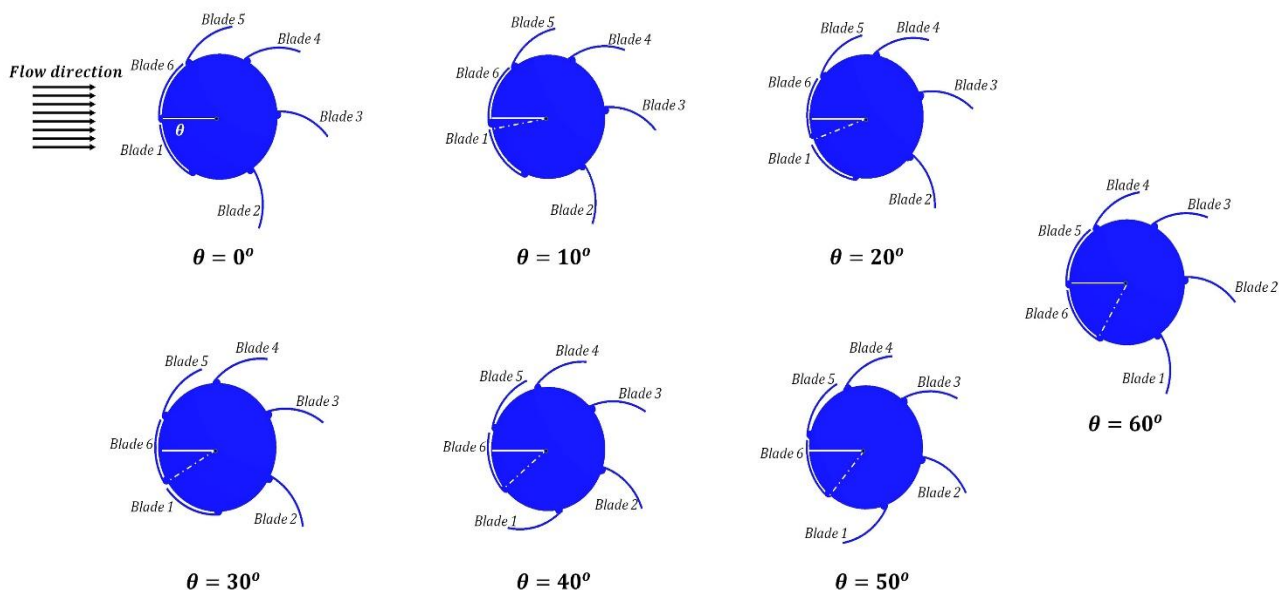 Flow direction
Blade 5
Blade 4
Blade 6
Blade 3
θ
Blade 1
Blade 2
θ = 0°
Blade 5
Blade 4
Blade 6
Blade 3
Blade 1
Blade 2
θ = 10°
Blade 5
Blade 4
Blade 6
Blade 3
Blade 1
Blade 2
θ = 20°
Blade 5
Blade 4
Blade 3
Blade 6
Blade 1
Blade 2
θ = 30°
Blade 4
Blade 5
Blade 3
Blade 6
Blade 2
Blade 1
θ = 40°
Blade 4
Blade 5
Blade 3
Blade 6
Blade 2
Blade 1
θ = 50°
Blade 4
Blade 3
Blade 5
Blade 2
Blade 6
Blade 1
θ = 60°